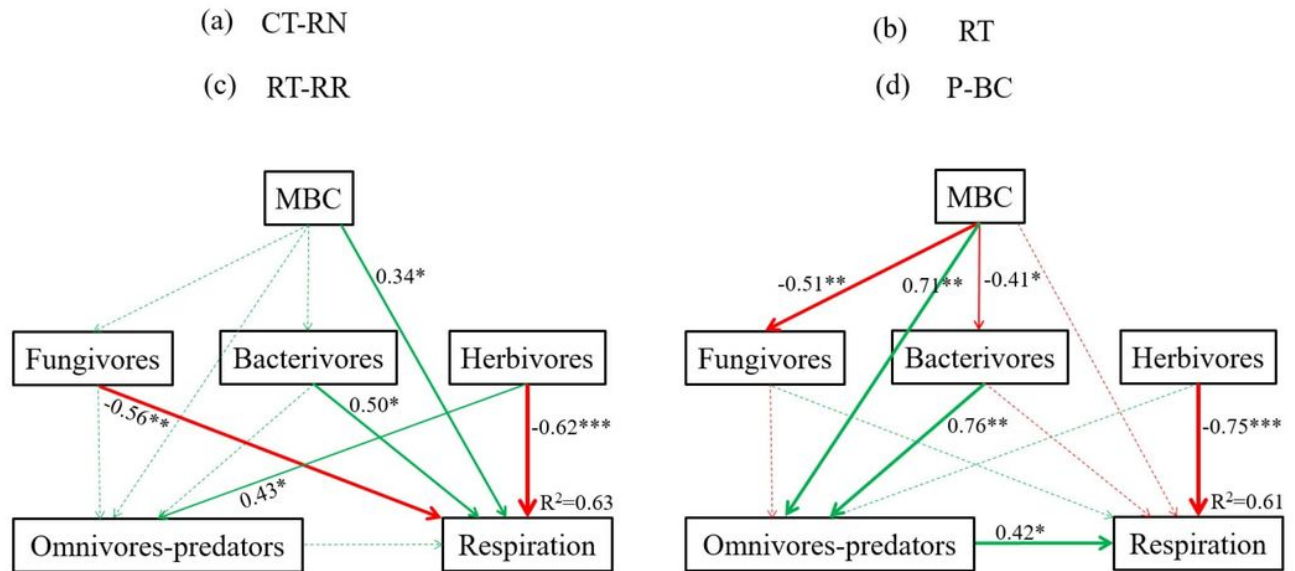 (a) CT-RN
(b) RT
(c) RT-RR
(d) P-BC
MBC
0.34*
Fungivores
Bacterivores
Herbivores
-0.56**
0.50*
-0.62***
0.43*
R²=0.63
Omnivores-predators
Respiration
MBC
-0.51**
0.71**
-0.41*
Fungivores
Bacterivores
Herbivores
0.76**
-0.75***
R²=0.61
Omnivores-predators
0.42*
Respiration